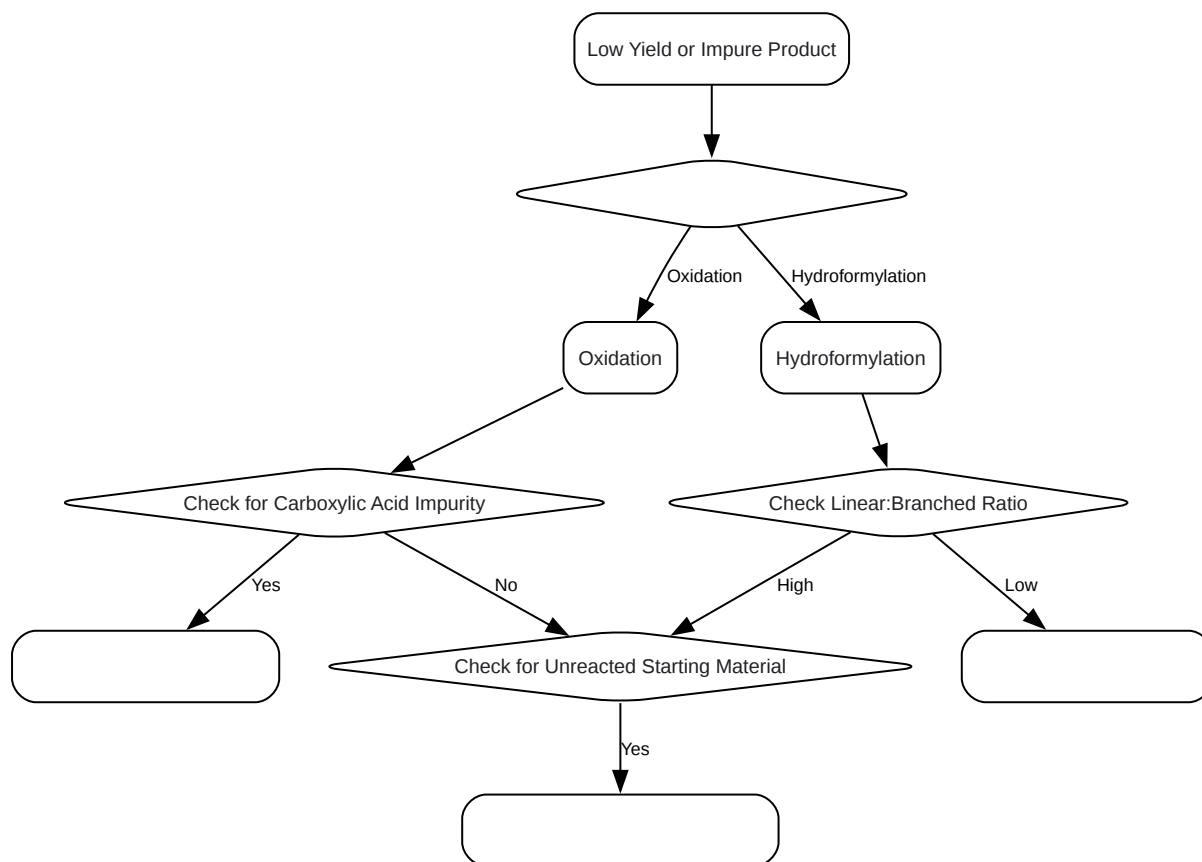 Low Yield or Impure Product
Oxidation
Hydroformylation
Oxidation
Hydroformylation
Check for Carboxylic Acid Impurity
Check Linear:Branched Ratio
Yes
No
High
Low
Check for Unreacted Starting Material
Yes